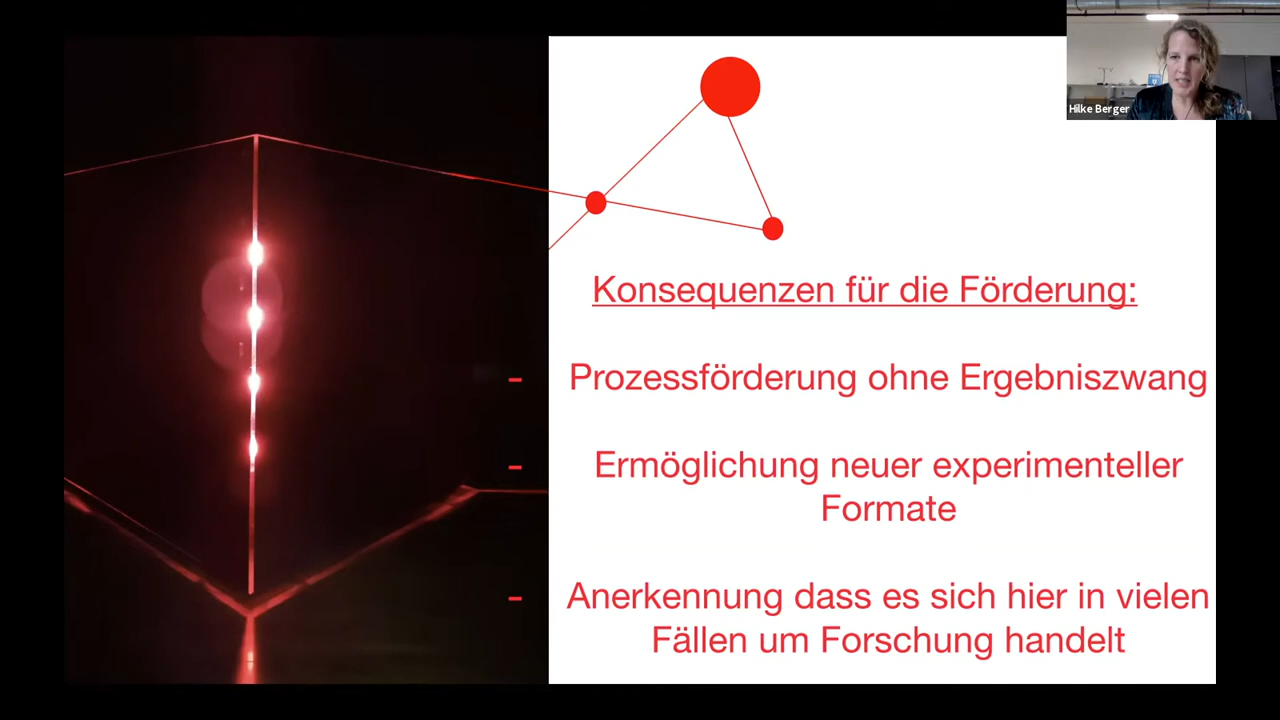 Hilke Berger
Konsequenzen für die Förderung:
- Prozessförderung ohne Ergebniszwang
- Ermöglichung neuer experimenteller
Formate
- Anerkennung dass es sich hier in vielen
Fällen um Forschung handelt